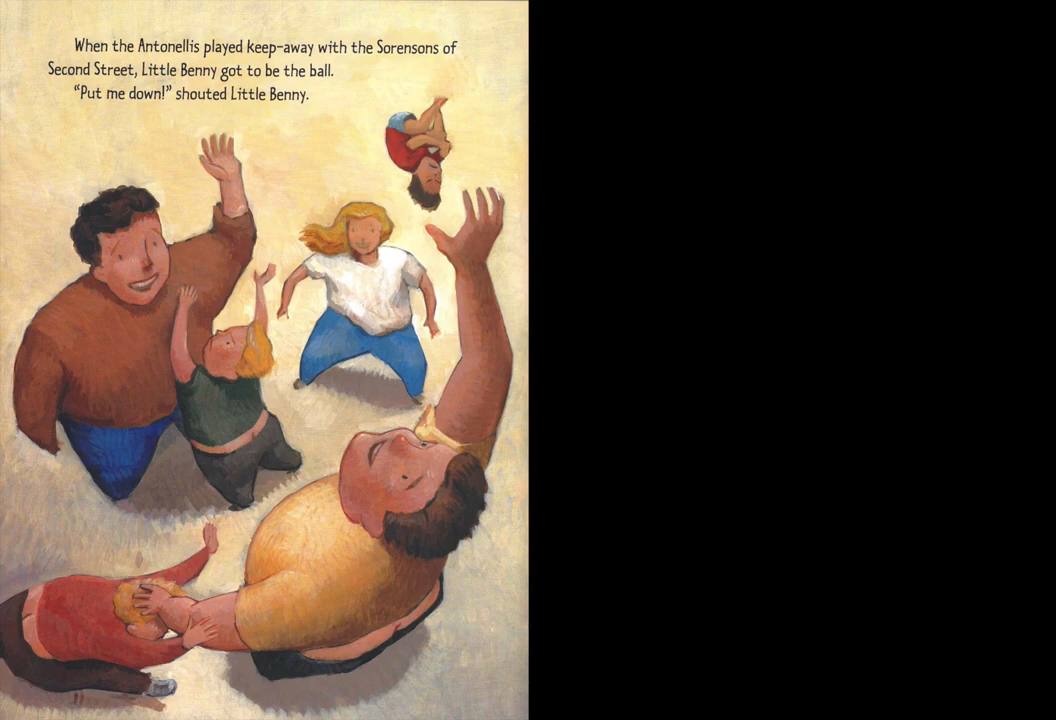 When the Antonellis played keep-away with the Sorensons of
Second Street, Little Benny got to be the ball.
“Put me down!” shouted Little Benny.